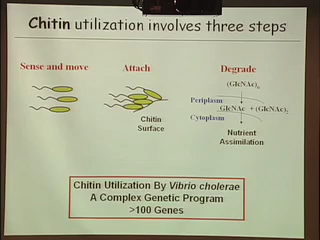 Chitin utilization involves three steps
Sense and move
Attach
Degrade
(GlcNAc)n
Periplasm
GlcNAc + (GlcNAc)2
Cytoplasm
Chitin
Surface
Nutrient
Assimilation
Chitin Utilization By Vibrio cholerae
A Complex Genetic Program
>100 Genes